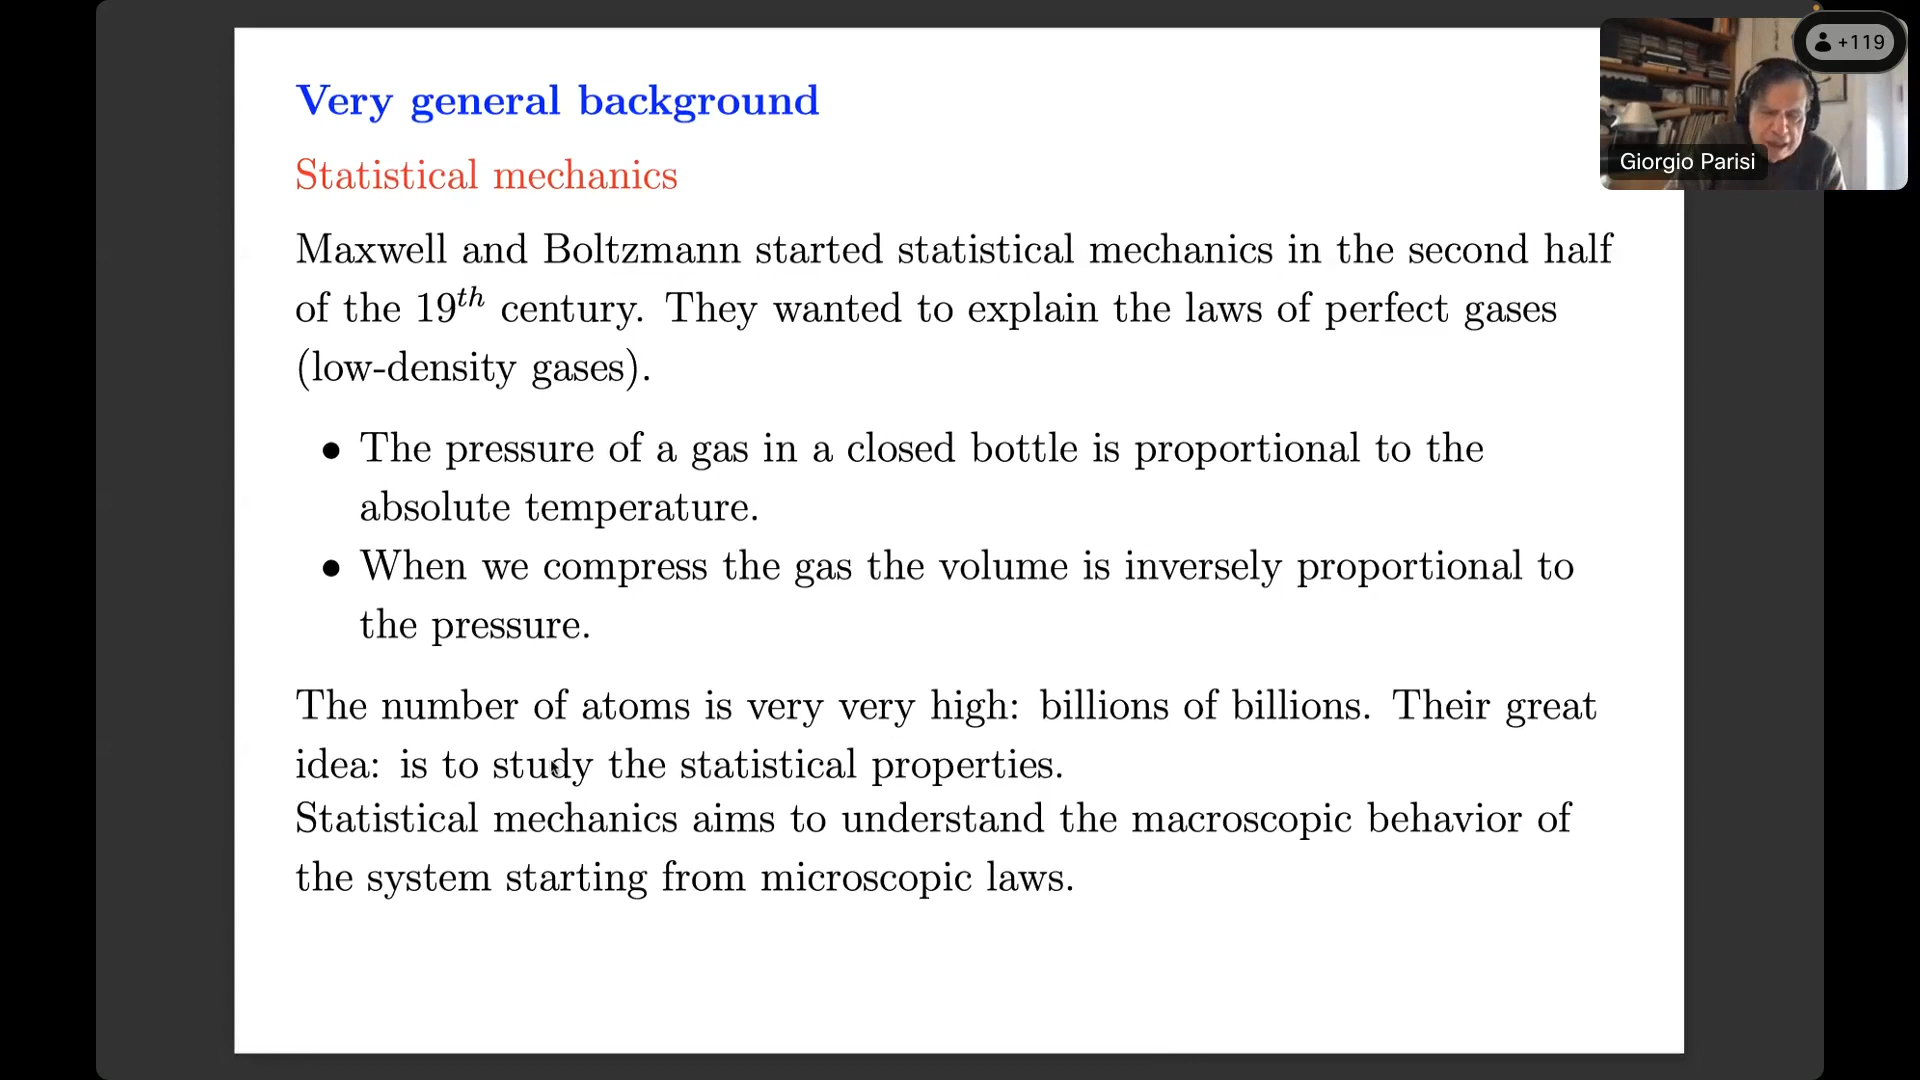 Very general background
Statistical mechanics
Maxwell and Boltzmann started statistical mechanics in the second half
of the 19th century. They wanted to explain the laws of perfect gases
(low-density gases).
• The pressure of a gas in a closed bottle is proportional to the
absolute temperature.
• When we compress the gas the volume is inversely proportional to
the pressure.
The number of atoms is very very high: billions of billions. Their great
idea: is to study the statistical properties.
Statistical mechanics aims to understand the macroscopic behavior of
the system starting from microscopic laws.
+119
Giorgio Parisi